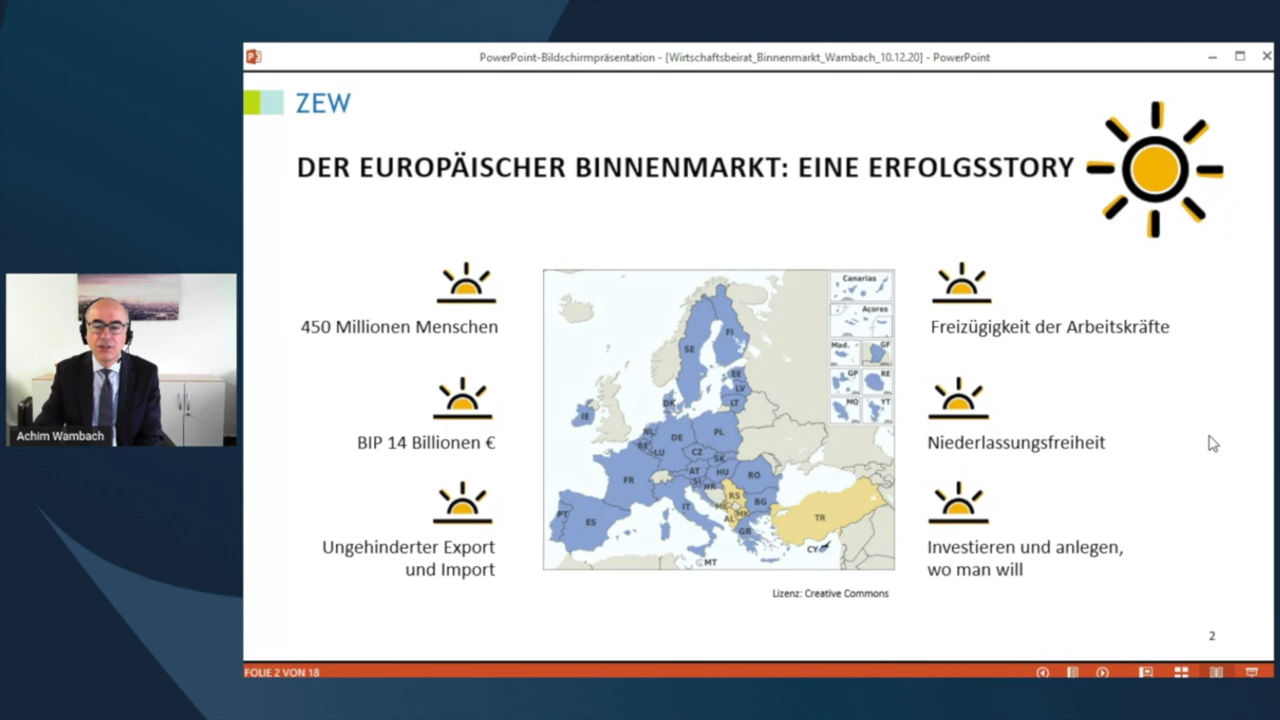 PowerPoint-Bildschirmpräsentation - [Wirtschaftsbeirat_Binnenmarkt_Wambach_10.12.20] - PowerPoint
ZEW
DER EUROPÄISCHER BINNENMARKT: EINE ERFOLGSSTORY
450 Millionen Menschen
BIP 14 Billionen €
Ungehinderter Export
und Import
Canarias
Açores
Mad.
GF
GP
RE
MQ
YT
FI
SE
EE
LV
LT
DK
IE
NL
BE
LU
DE
PL
CZ
SK
AT
HU
SI
HR
RO
FR
IT
RS
ME
MK
AL
BG
PT
ES
GR
TR
CY
MT
Lizenz: Creative Commons
Freizügigkeit der Arbeitskräfte
Niederlassungsfreiheit
Investieren und anlegen,
wo man will
2
FOLIE 2 VON 18
Achim Wambach